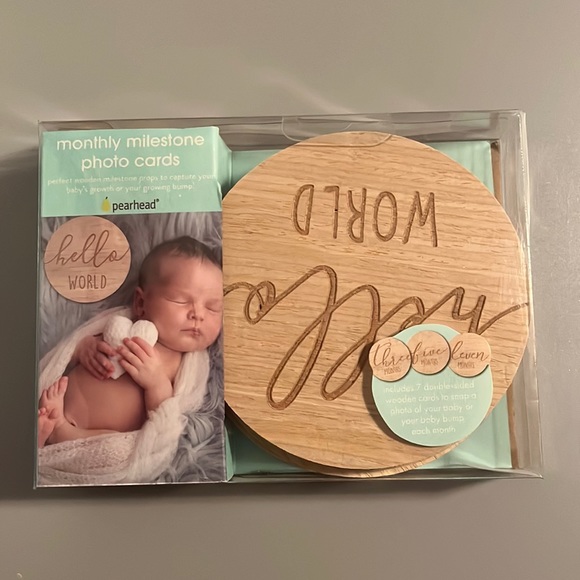 monthly milestone
photo cards
perfect wooden milestone props to capture your
baby's growth or your growing bump.
pearhead®
hello
WORLD
hello
WORLD
three
MONTHS
five
MONTHS
eleven
MONTHS
includes 7 double-sided
wooden cards to snap a
photo of your baby or
your baby bump
each month